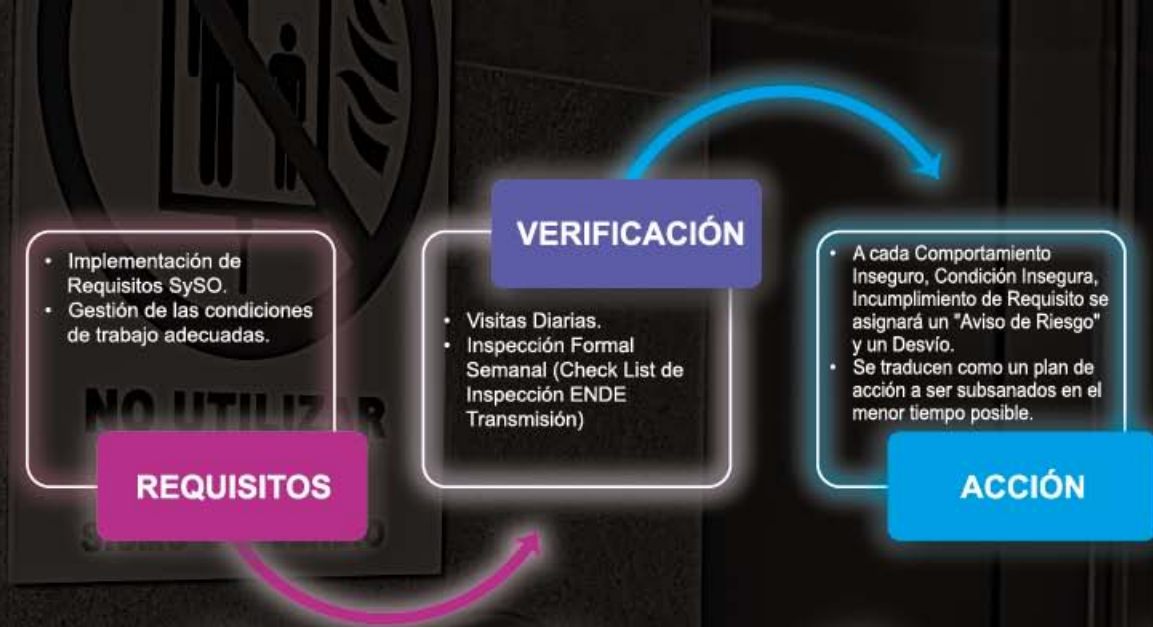 • Implementación de
Requisitos SySO.
• Gestión de las condiciones
de trabajo adecuadas.
REQUISITOS
VERIFICACIÓN
• Visitas Diarias.
• Inspección Formal
Semanal (Check List de
Inspección ENDE
Transmisión)
• A cada Comportamiento
Inseguro, Condición Insegura,
Incumplimiento de Requisito se
asignará un "Aviso de Riesgo"
y un Desvío.
• Se traducen como un plan de
acción a ser subsanados en el
menor tiempo posible.
ACCIÓN
NO UTILIZAR